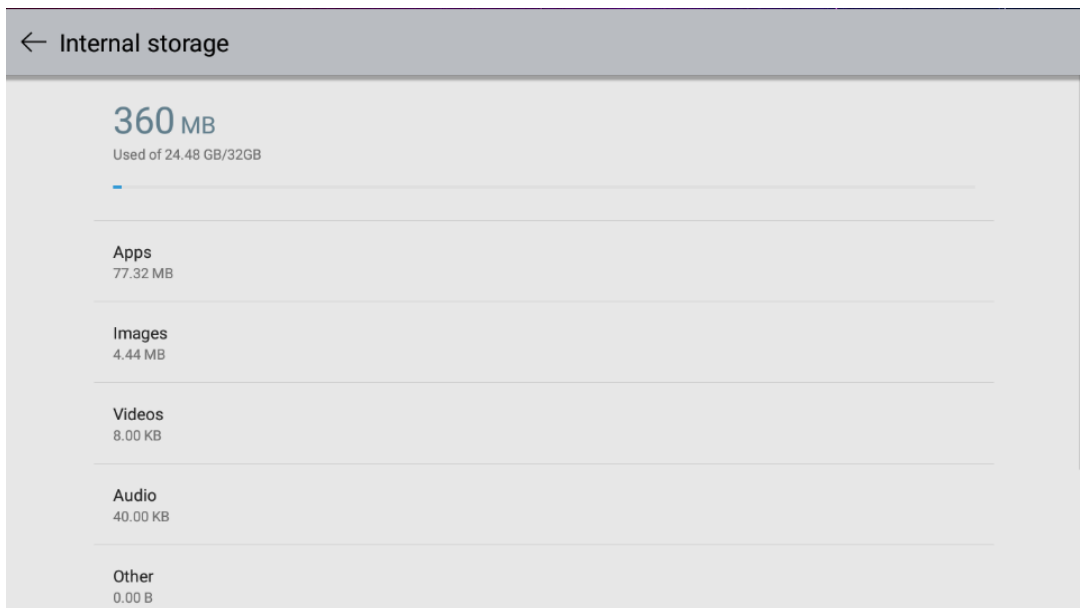 Internal storage
360 MB
Used of 24.48 GB/32GB
Apps
77.32 MB
Images
4.44 MB
Videos
8.00 KB
Audio
40.00 KB
Other
0.00 B